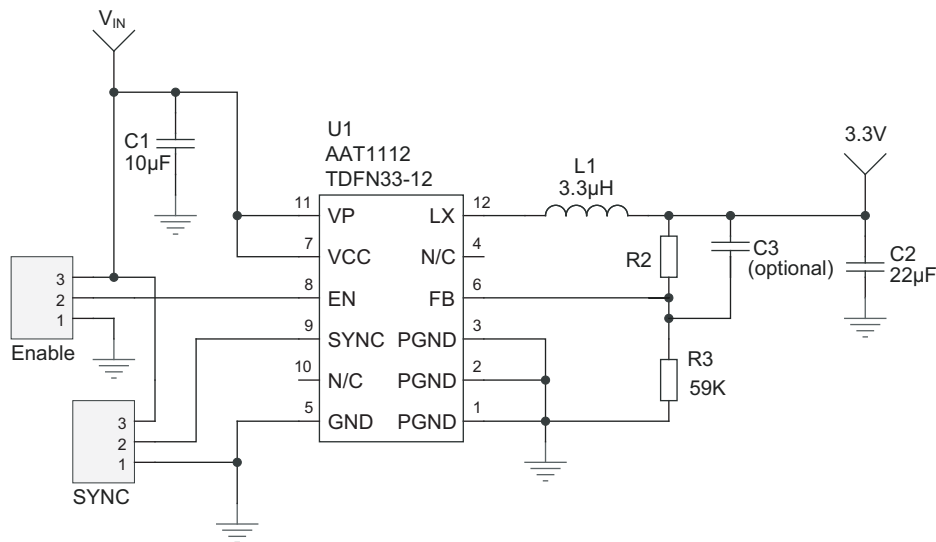 VIN
3.3V
C1
10µF
U1
AAT1112
TDFN33-12
L1
3.3µH
11
VP
LX
12
7
VCC
N/C
4
R2
C3
(optional)
C2
22µF
8
EN
FB
6
9
SYNC
PGND
3
10
N/C
PGND
2
R3
59K
5
GND
PGND
1
3
2
1
Enable
3
2
1
SYNC